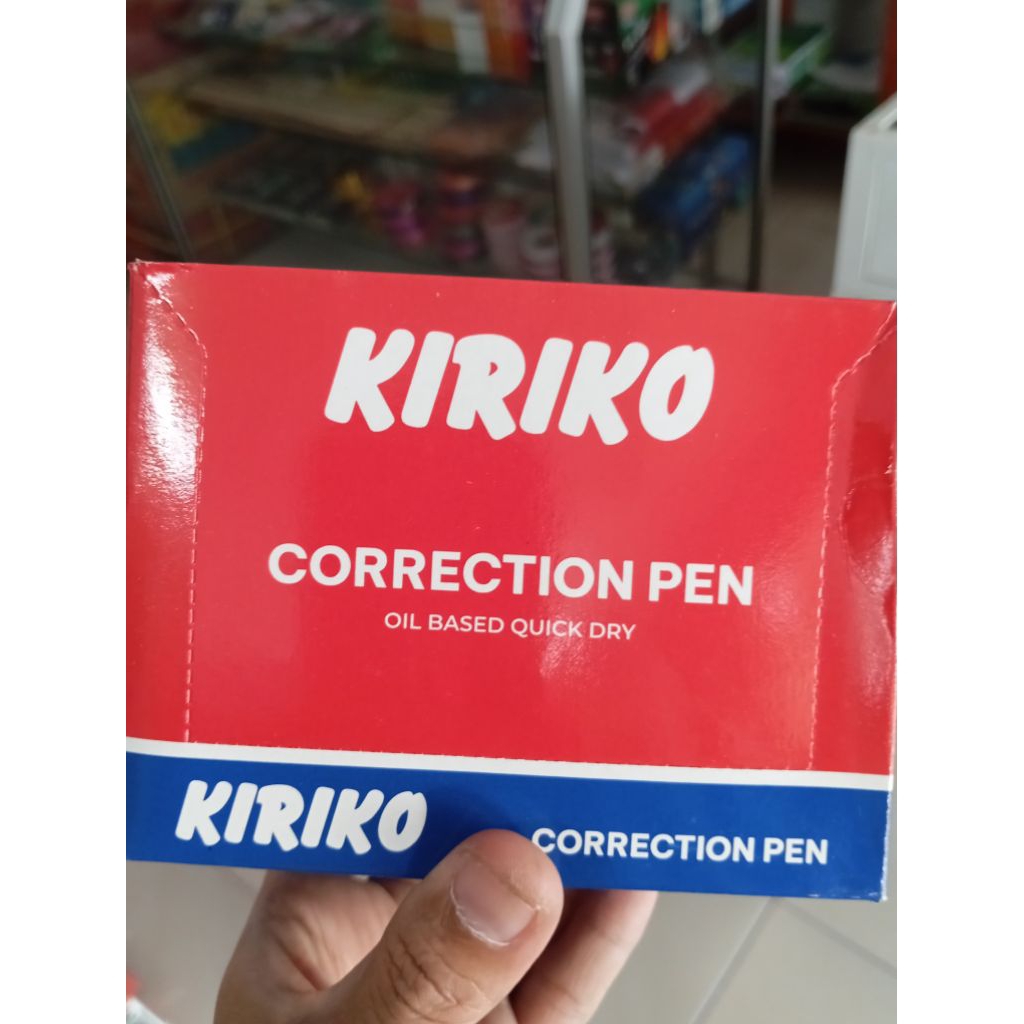 KIRIKO
CORRECTION PEN
OIL BASED QUICK DRY
KIRIKO
CORRECTION PEN